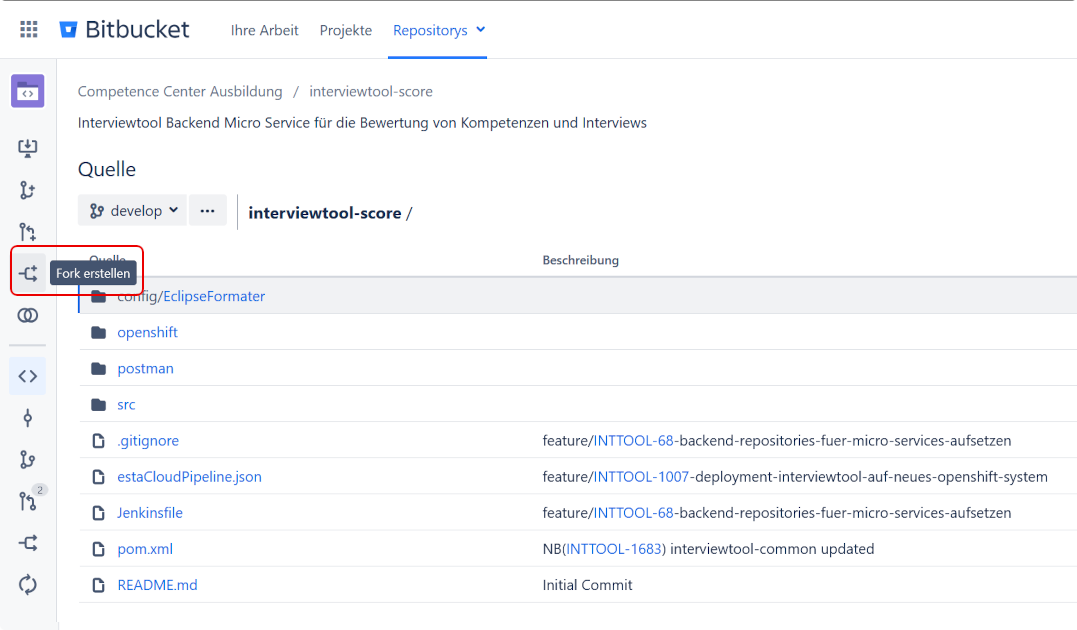 Bitbucket Ihre Arbeit Projekte Repositorys
Competence Center Ausbildung / interviewtool-score
Interviewtool Backend Micro Service für die Bewertung von Kompetenzen und Interviews
Quelle
develop ... interviewtool-score /
Quelle Beschreibung
Fork erstellen
config/EclipseFormater
openshift
postman
src
.gitignore feature/INTTOOL-68-backend-repositories-fuer-micro-services-aufsetzen
estaCloudPipeline.json feature/INTTOOL-1007-deployment-interviewtool-auf-neues-openshift-system
2
Jenkinsfile feature/INTTOOL-68-backend-repositories-fuer-micro-services-aufsetzen
pom.xml NB(INTTOOL-1683) interviewtool-common updated
README.md Initial Commit